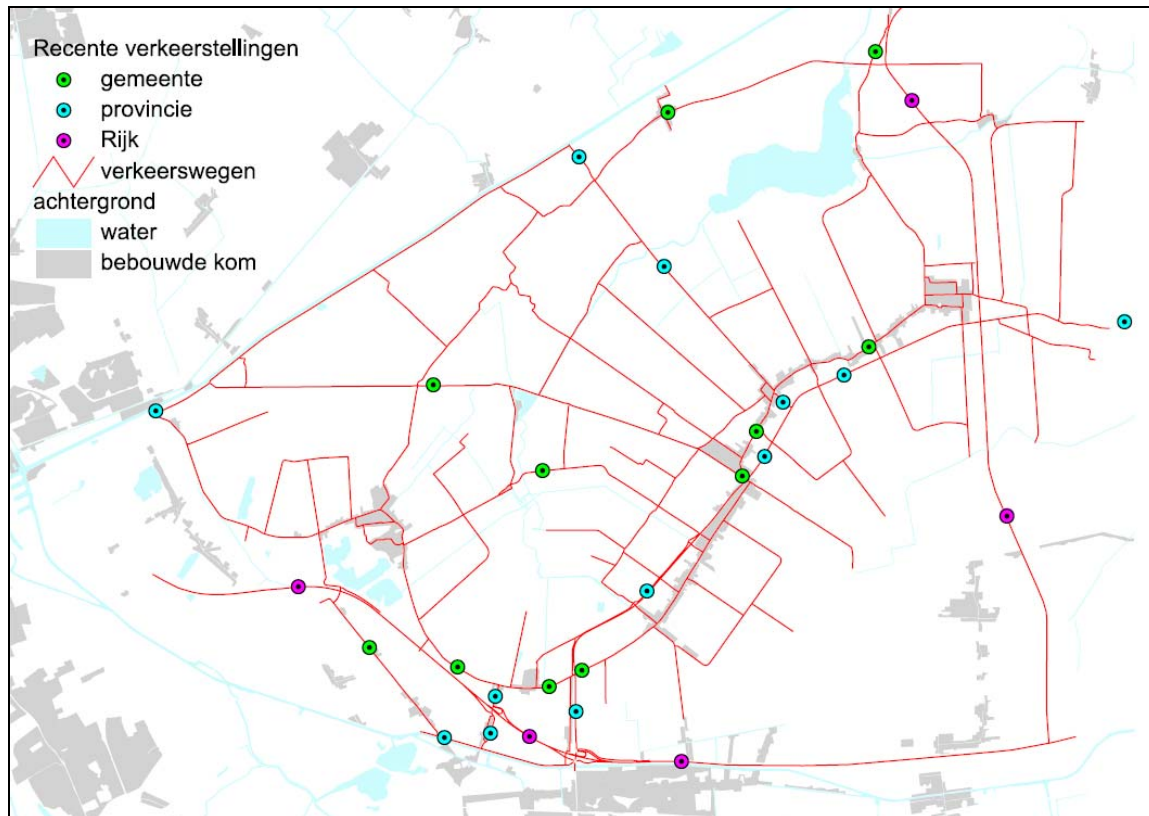 Recente verkeerstellingen
gemeente
provincie
Rijk
verkeerswegen
achtergrond
water
bebouwde kom